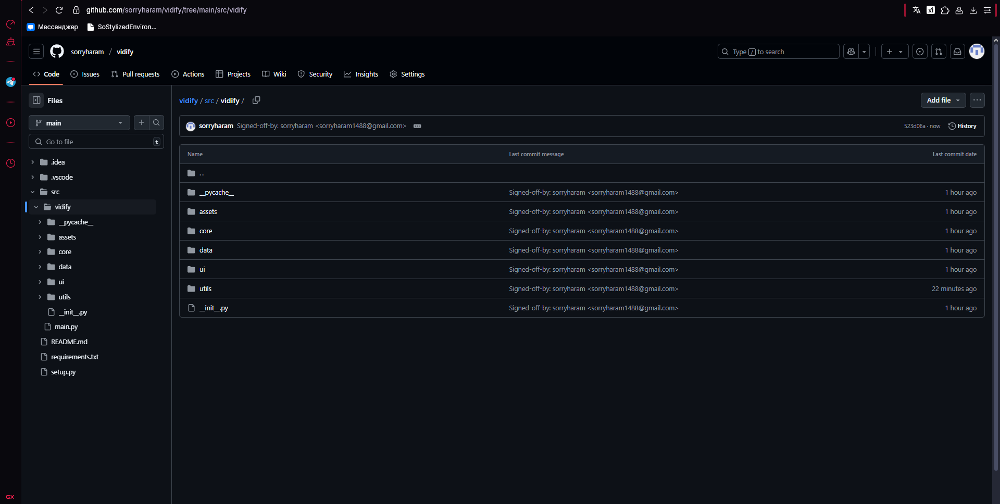 github.com/sorryharam/vidify/tree/main/src/vidify
Мессенджер SoStylizedEnviron...
sorryharam / vidify
Type / to search
Code Issues Pull requests Actions Projects Wiki Security Insights Settings
Files
main
Go to file t
.idea
.vscode
src
vidify
__pycache__
assets
core
data
ui
utils
__init__.py
main.py
README.md
requirements.txt
setup.py
vidify / src / vidify /
Add file
sorryharam Signed-off-by: sorryharam <sorryharam1488@gmail.com>
523d06a · now History
Name Last commit message Last commit date
..
__pycache__ Signed-off-by: sorryharam <sorryharam1488@gmail.com> 1 hour ago
assets Signed-off-by: sorryharam <sorryharam1488@gmail.com> 1 hour ago
core Signed-off-by: sorryharam <sorryharam1488@gmail.com> 1 hour ago
data Signed-off-by: sorryharam <sorryharam1488@gmail.com> 1 hour ago
ui Signed-off-by: sorryharam <sorryharam1488@gmail.com> 1 hour ago
utils Signed-off-by: sorryharam <sorryharam1488@gmail.com> 22 minutes ago
__init__.py Signed-off-by: sorryharam <sorryharam1488@gmail.com> 1 hour ago
GX